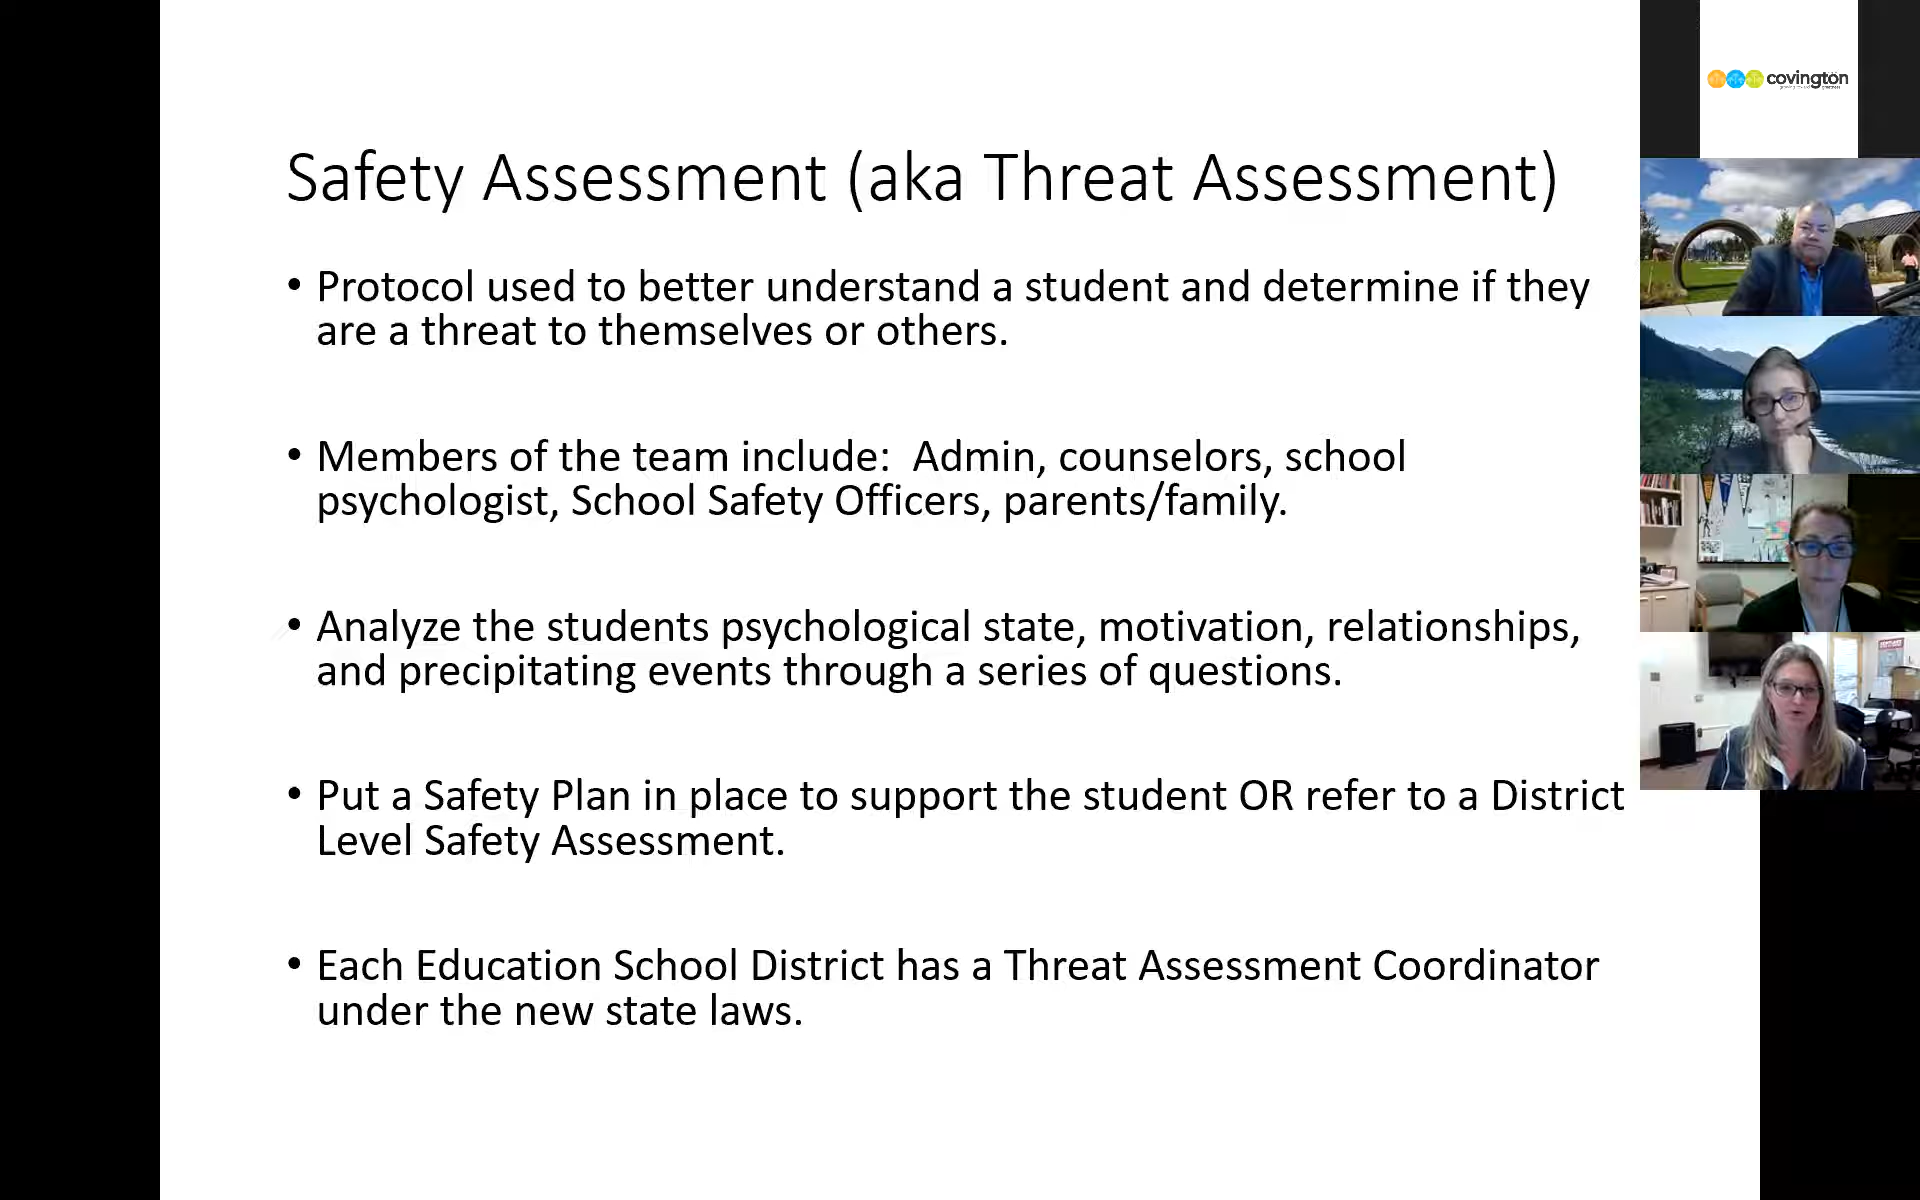 Safety Assessment (aka Threat Assessment)
• Protocol used to better understand a student and determine if they
are a threat to themselves or others.
• Members of the team include:  Admin, counselors, school
psychologist, School Safety Officers, parents/family.
• Analyze the students psychological state, motivation, relationships,
and precipitating events through a series of questions.
• Put a Safety Plan in place to support the student OR refer to a District
Level Safety Assessment.
• Each Education School District has a Threat Assessment Coordinator
under the new state laws.
covington